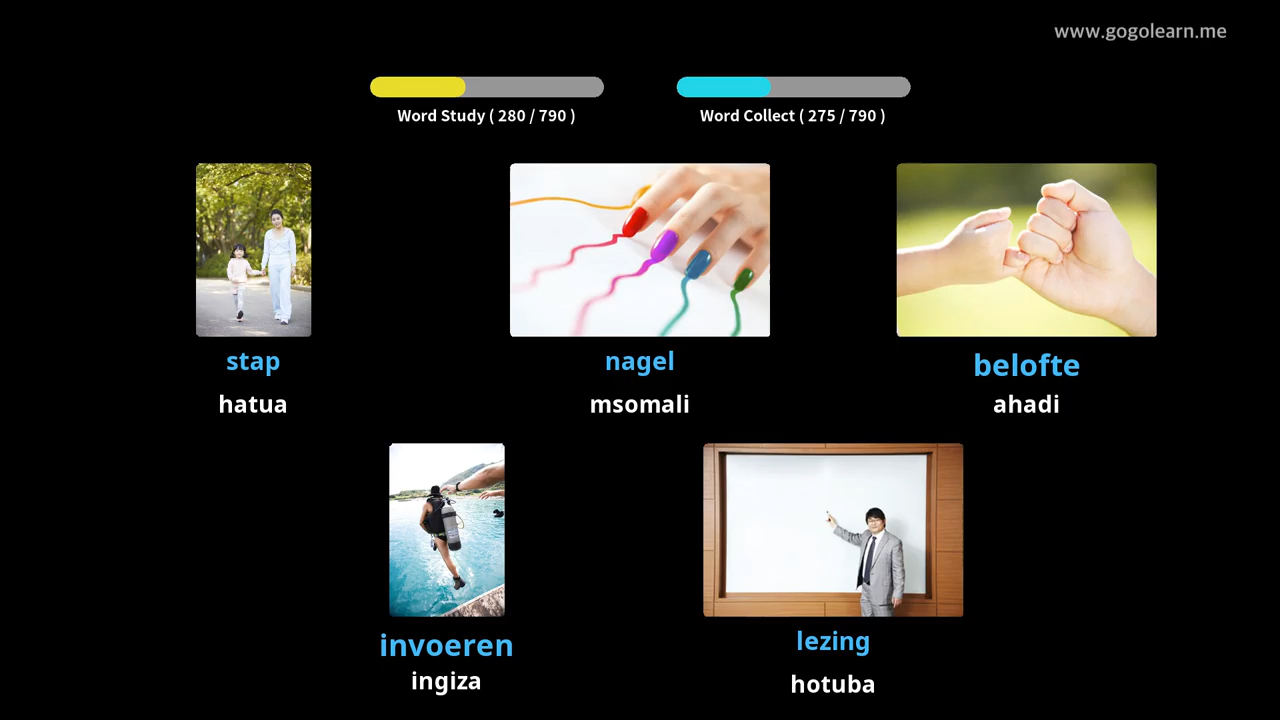 www.gogolearn.me
Word Study ( 280 / 790 )
Word Collect ( 275 / 790 )
stap
nagel
belofte
hatua
msomali
ahadi
invoeren
lezing
ingiza
hotuba